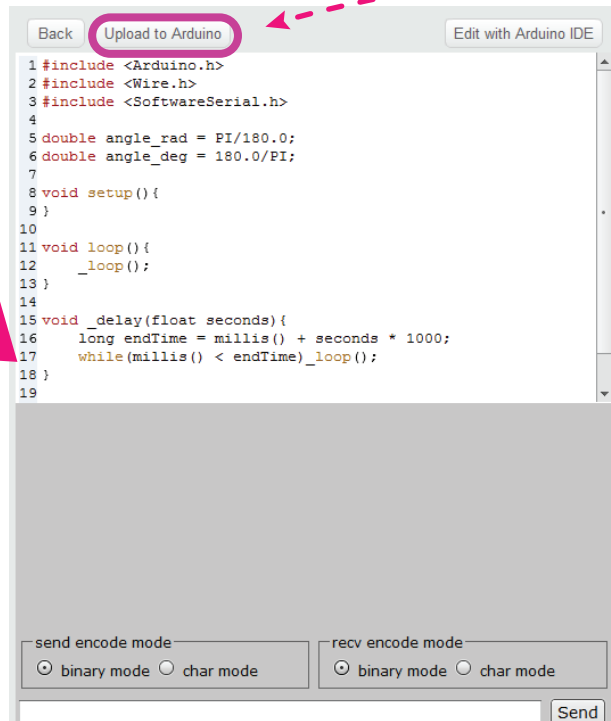 Back Upload to Arduino Edit with Arduino IDE
1 #include <Arduino.h>
2 #include <Wire.h>
3 #include <SoftwareSerial.h>
4
5 double angle_rad = PI/180.0;
6 double angle_deg = 180.0/PI;
7
8 void setup(){
9 }
10
11 void loop(){
12     _loop();
13 }
14
15 void _delay(float seconds){
16     long endTime = millis() + seconds * 1000;
17     while(millis() < endTime)_loop();
18 }
19
send encode mode recv encode mode
binary mode char mode binary mode char mode
Send